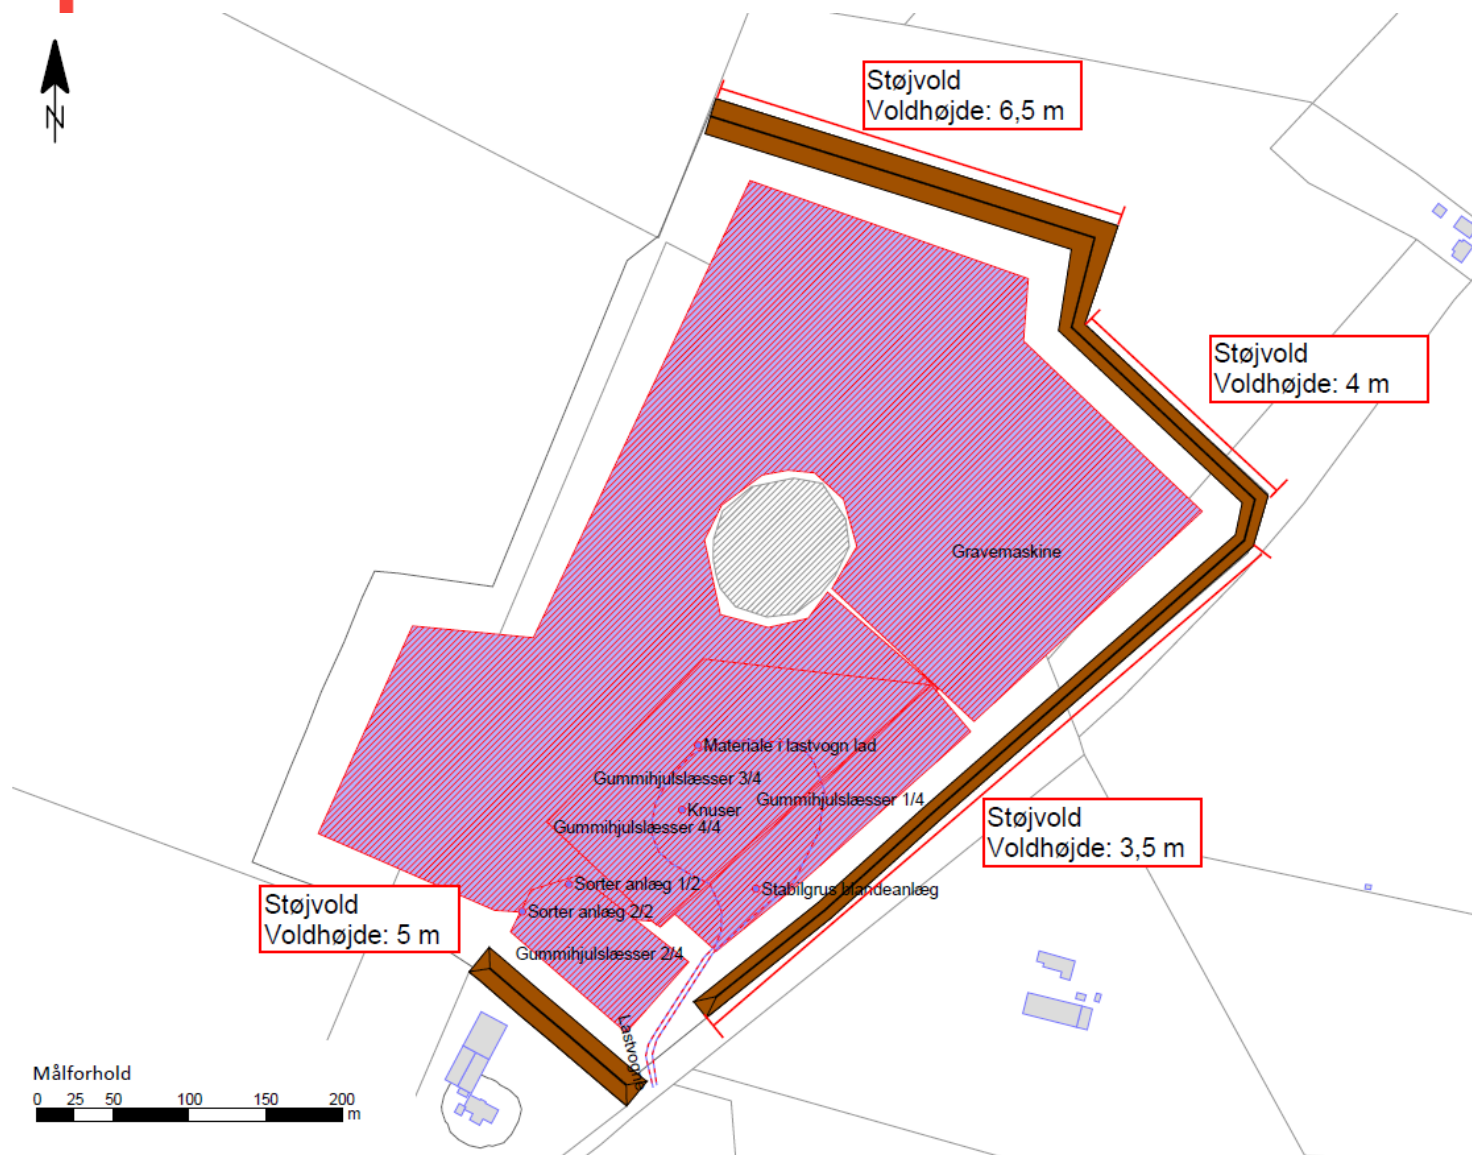 Støjvold
Voldhøjde: 6,5 m
N
Støjvold
Voldhøjde: 4 m
Gravemaskine
Materiale i lastvogn lad
Gummihjulslæsser 3/4
Gummihjulslæsser 1/4
Knuser
Gummihjulslæsser 4/4
Støjvold
Voldhøjde: 3,5 m
Sorter anlæg 1/2
Stabilgrus blandeanlæg
Støjvold
Voldhøjde: 5 m
Sorter anlæg 2/2
Gummihjulslæsser 2/4
Lastvogne
Målforhold
0 25 50 100 150 200
m